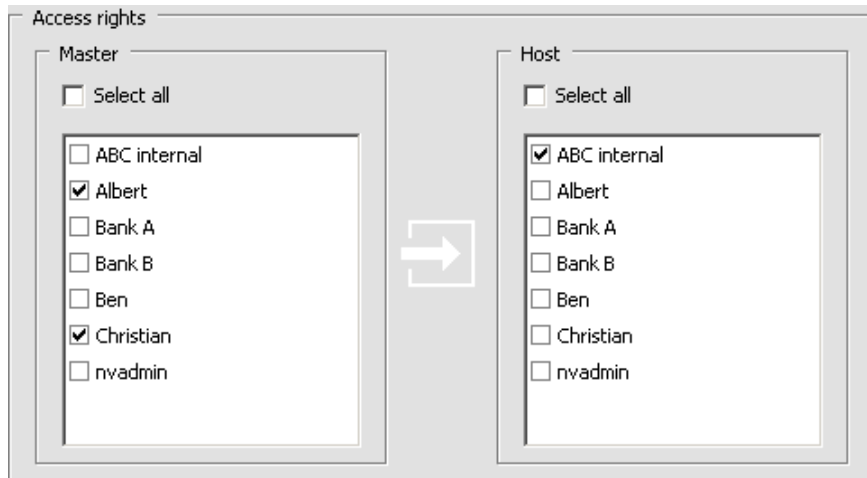 Access rights
Master
Select all
ABC internal
Albert
Bank A
Bank B
Ben
Christian
nvadmin
Host
Select all
ABC internal
Albert
Bank A
Bank B
Ben
Christian
nvadmin